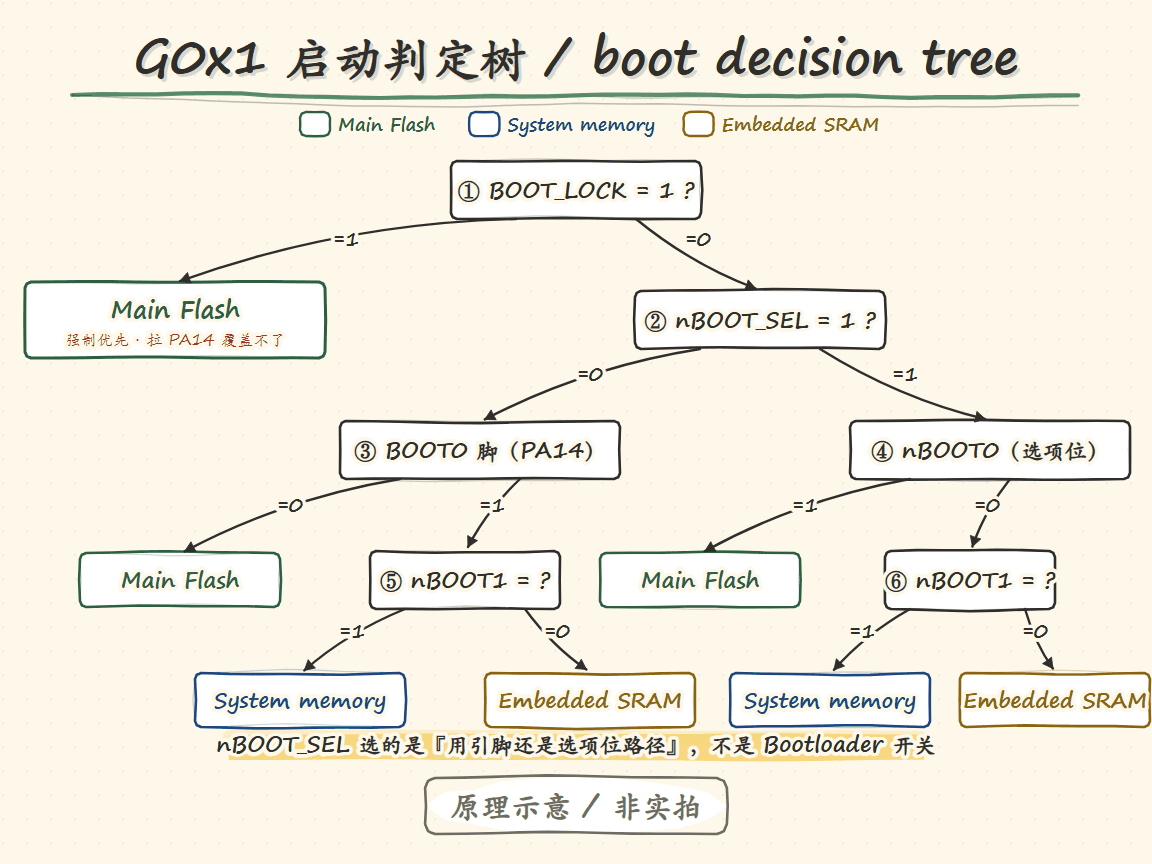 G0x1 启动判定树 / boot decision tree
Main Flash
System memory
Embedded SRAM
① BOOT_LOCK = 1 ?
=1
=0
Main Flash
强制优先 · 拉 PA14 覆盖不了
② nBOOT_SEL = 1 ?
=0
=1
③ BOOT0 脚（PA14）
④ nBOOT0（选项位）
=0
=1
=1
=0
Main Flash
⑤ nBOOT1 = ?
Main Flash
⑥ nBOOT1 = ?
=1
=0
=1
=0
System memory
Embedded SRAM
System memory
Embedded SRAM
nBOOT_SEL 选的是『用引脚还是选项位路径』，不是 Bootloader 开关
原理示意 / 非实拍